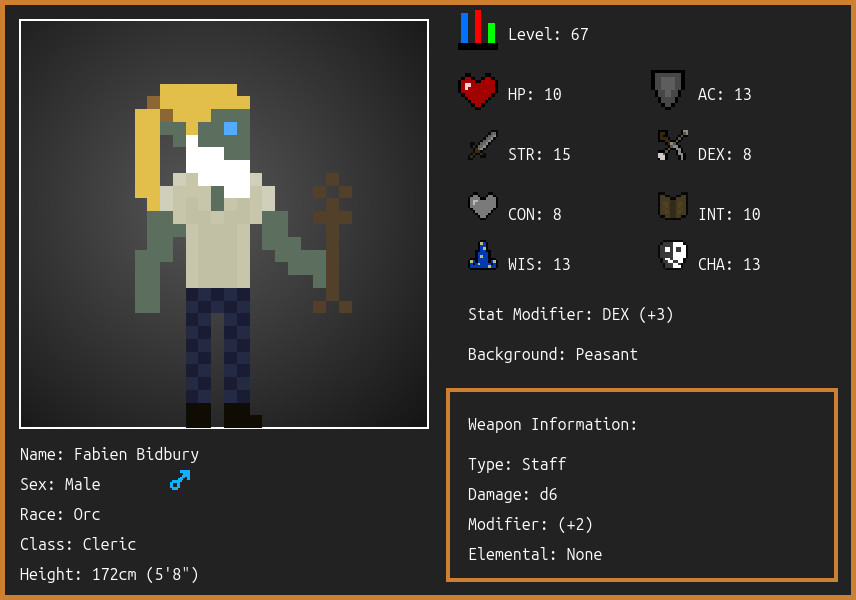 Level: 67
HP: 10
AC: 13
STR: 15
DEX: 8
CON: 8
INT: 10
WIS: 13
CHA: 13
Stat Modifier: DEX (+3)
Background: Peasant
Weapon Information:
Type: Staff
Damage: d6
Modifier: (+2)
Elemental: None
Name: Fabien Bidbury
Sex: Male
Race: Orc
Class: Cleric
Height: 172cm (5'8")